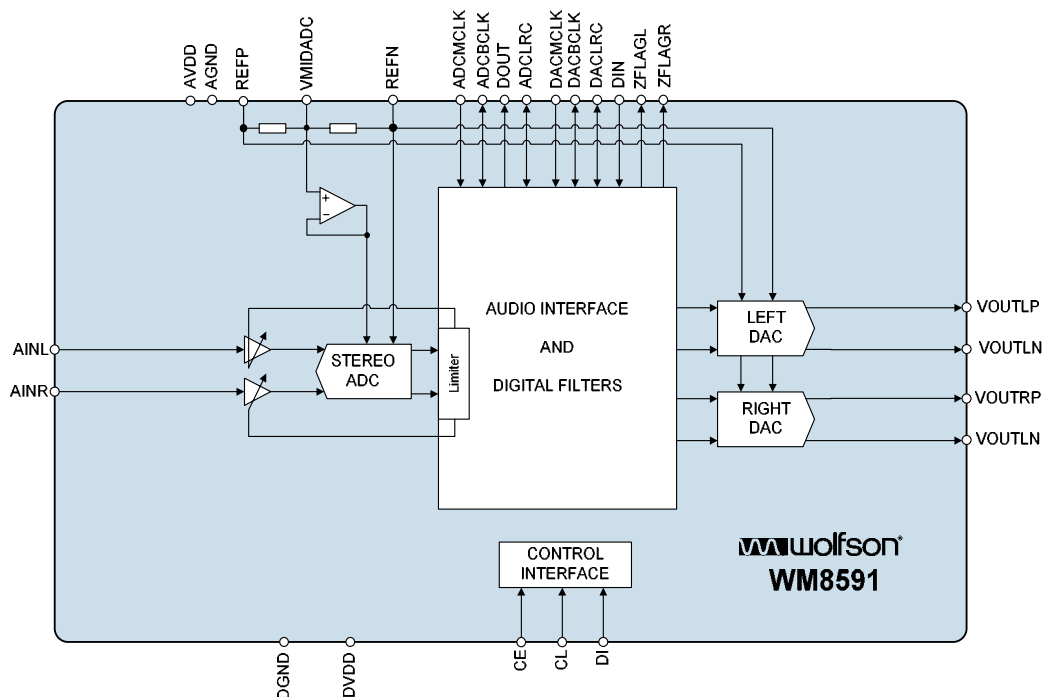 AVDD
AGND
REFP
VMIDADC
REFN
ADCMCLK
ADCBCLK
DOUT
ADCLRC
DACMCLK
DACBCLK
DACLRC
DIN
ZFLAGL
ZFLAGR
+
−
AUDIO INTERFACE
AND
DIGITAL FILTERS
LEFT
DAC
VOUTLP
VOUTLN
AINL
AINR
STEREO
ADC
Limiter
RIGHT
DAC
VOUTRP
VOUTLN
CONTROL
INTERFACE
wolfson®
WM8591
DGND
DVDD
CE
CL
DI